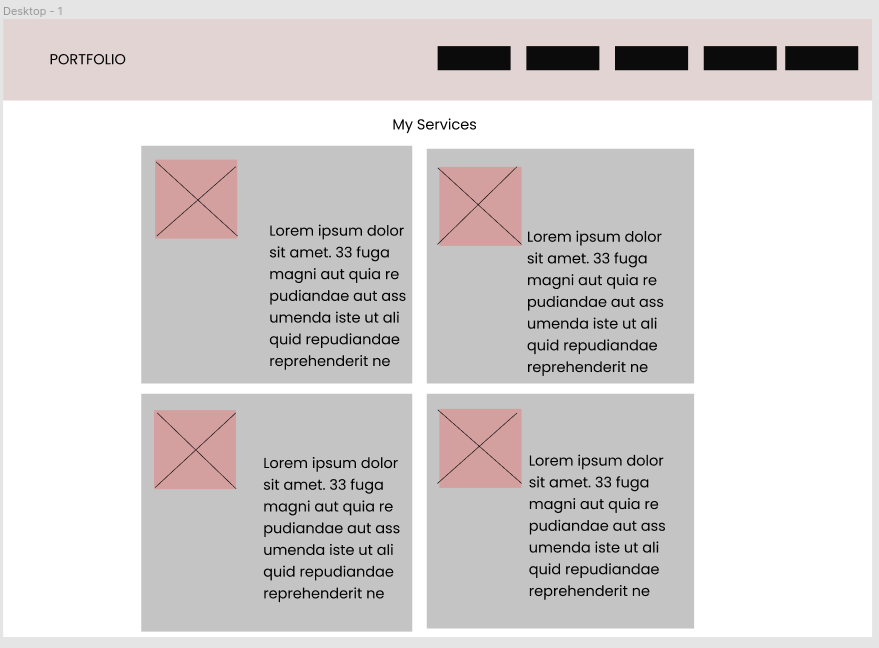 Desktop - 1
PORTFOLIO
My Services
Lorem ipsum dolor
sit amet. 33 fuga
magni aut quia re
pudiandae aut ass
umenda iste ut ali
quid repudiandae
reprehenderit ne
Lorem ipsum dolor
sit amet. 33 fuga
magni aut quia re
pudiandae aut ass
umenda iste ut ali
quid repudiandae
reprehenderit ne
Lorem ipsum dolor
sit amet. 33 fuga
magni aut quia re
pudiandae aut ass
umenda iste ut ali
quid repudiandae
reprehenderit ne
Lorem ipsum dolor
sit amet. 33 fuga
magni aut quia re
pudiandae aut ass
umenda iste ut ali
quid repudiandae
reprehenderit ne